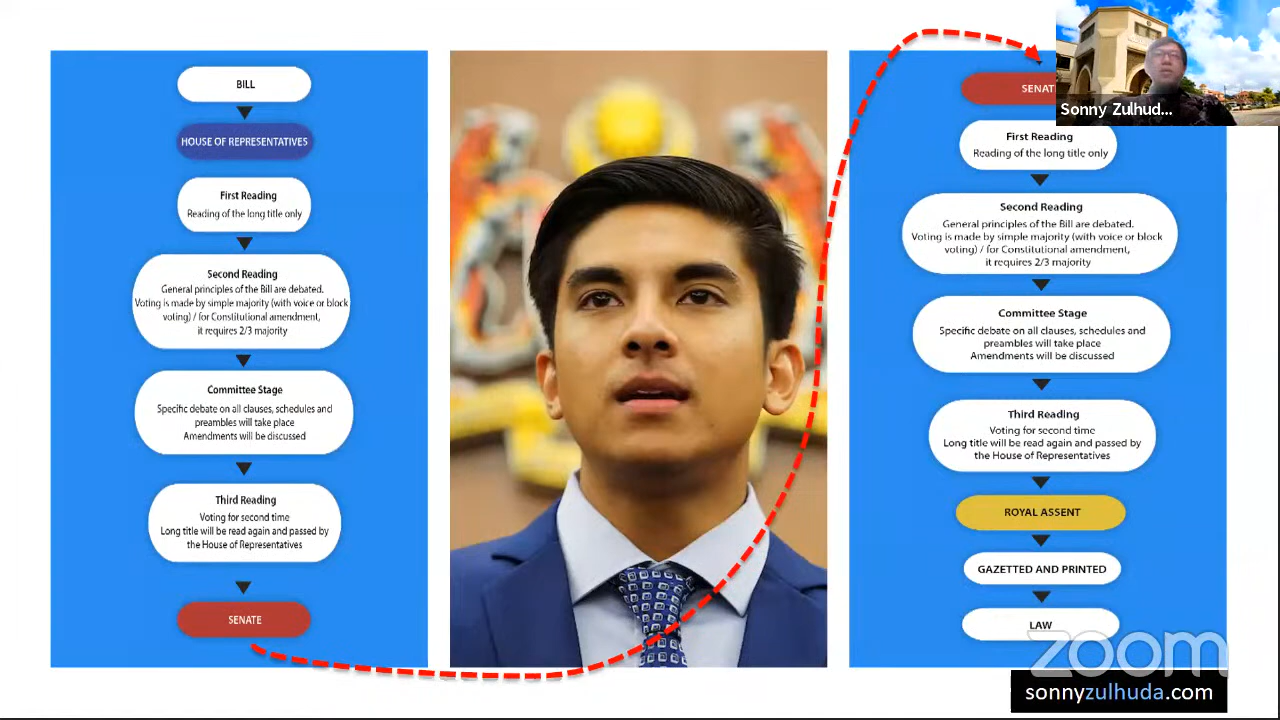 BILL
HOUSE OF REPRESENTATIVES
First Reading
Reading of the long title only
Second Reading
General principles of the Bill are debated.
Voting is made by simple majority (with voice or block
voting) / for Constitutional amendment,
it requires 2/3 majority
Committee Stage
Specific debate on all clauses, schedules and
preambles will take place
Amendments will be discussed
Third Reading
Voting for second time
Long title will be read again and passed by
the House of Representatives
SENATE
SENAT
First Reading
Reading of the long title only
Second Reading
General principles of the Bill are debated.
Voting is made by simple majority (with voice or block
voting) / for Constitutional amendment,
it requires 2/3 majority
Committee Stage
Specific debate on all clauses, schedules and
preambles will take place
Amendments will be discussed
Third Reading
Voting for second time
Long title will be read again and passed by
the House of Representatives
ROYAL ASSENT
GAZETTED AND PRINTED
LAW
Sonny Zulhud...
zoom
sonnyzulhuda.com